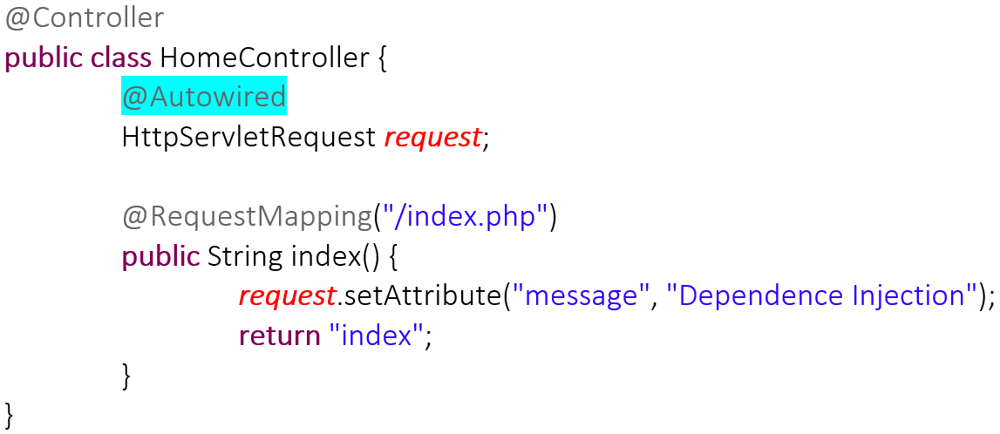 @Controller
public class HomeController {
@Autowired
HttpServletRequest request;
@RequestMapping("/index.php")
public String index() {
request.setAttribute("message", "Dependence Injection");
return "index";
}
}